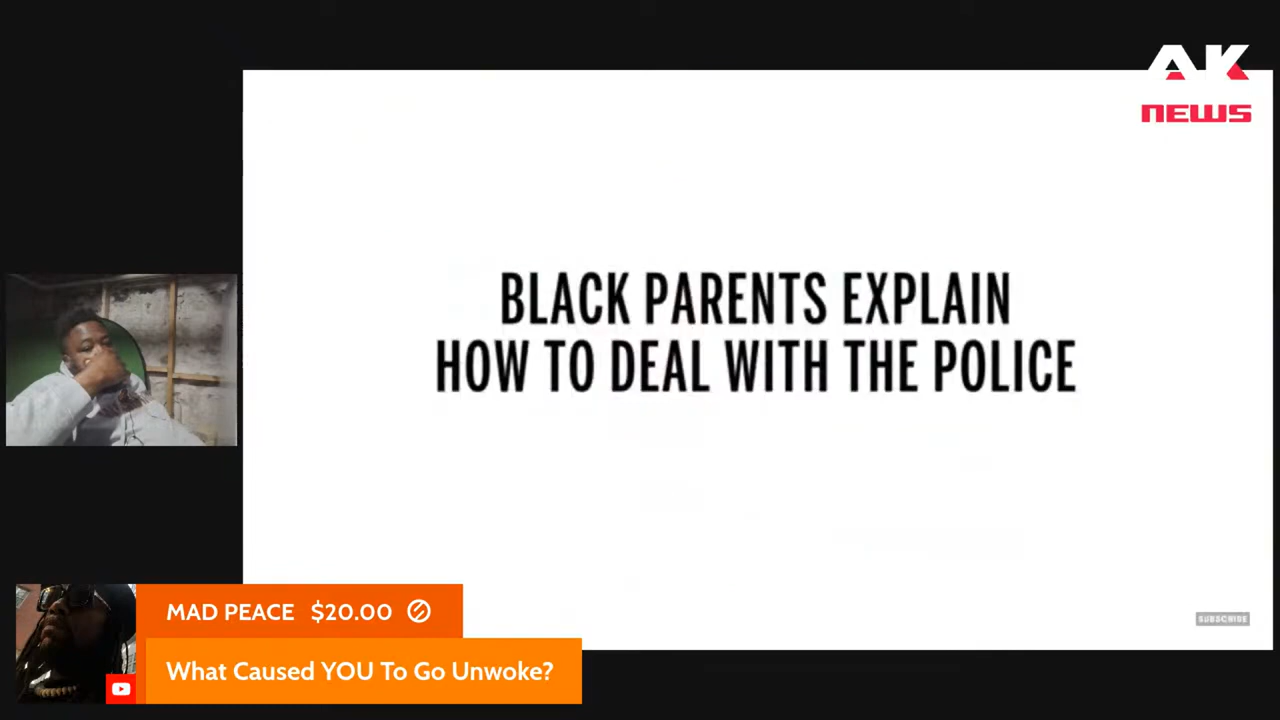 AK
NEWS
BLACK PARENTS EXPLAIN
HOW TO DEAL WITH THE POLICE
SUBSCRIBE
MAD PEACE $20.00
What Caused YOU To Go Unwoke?